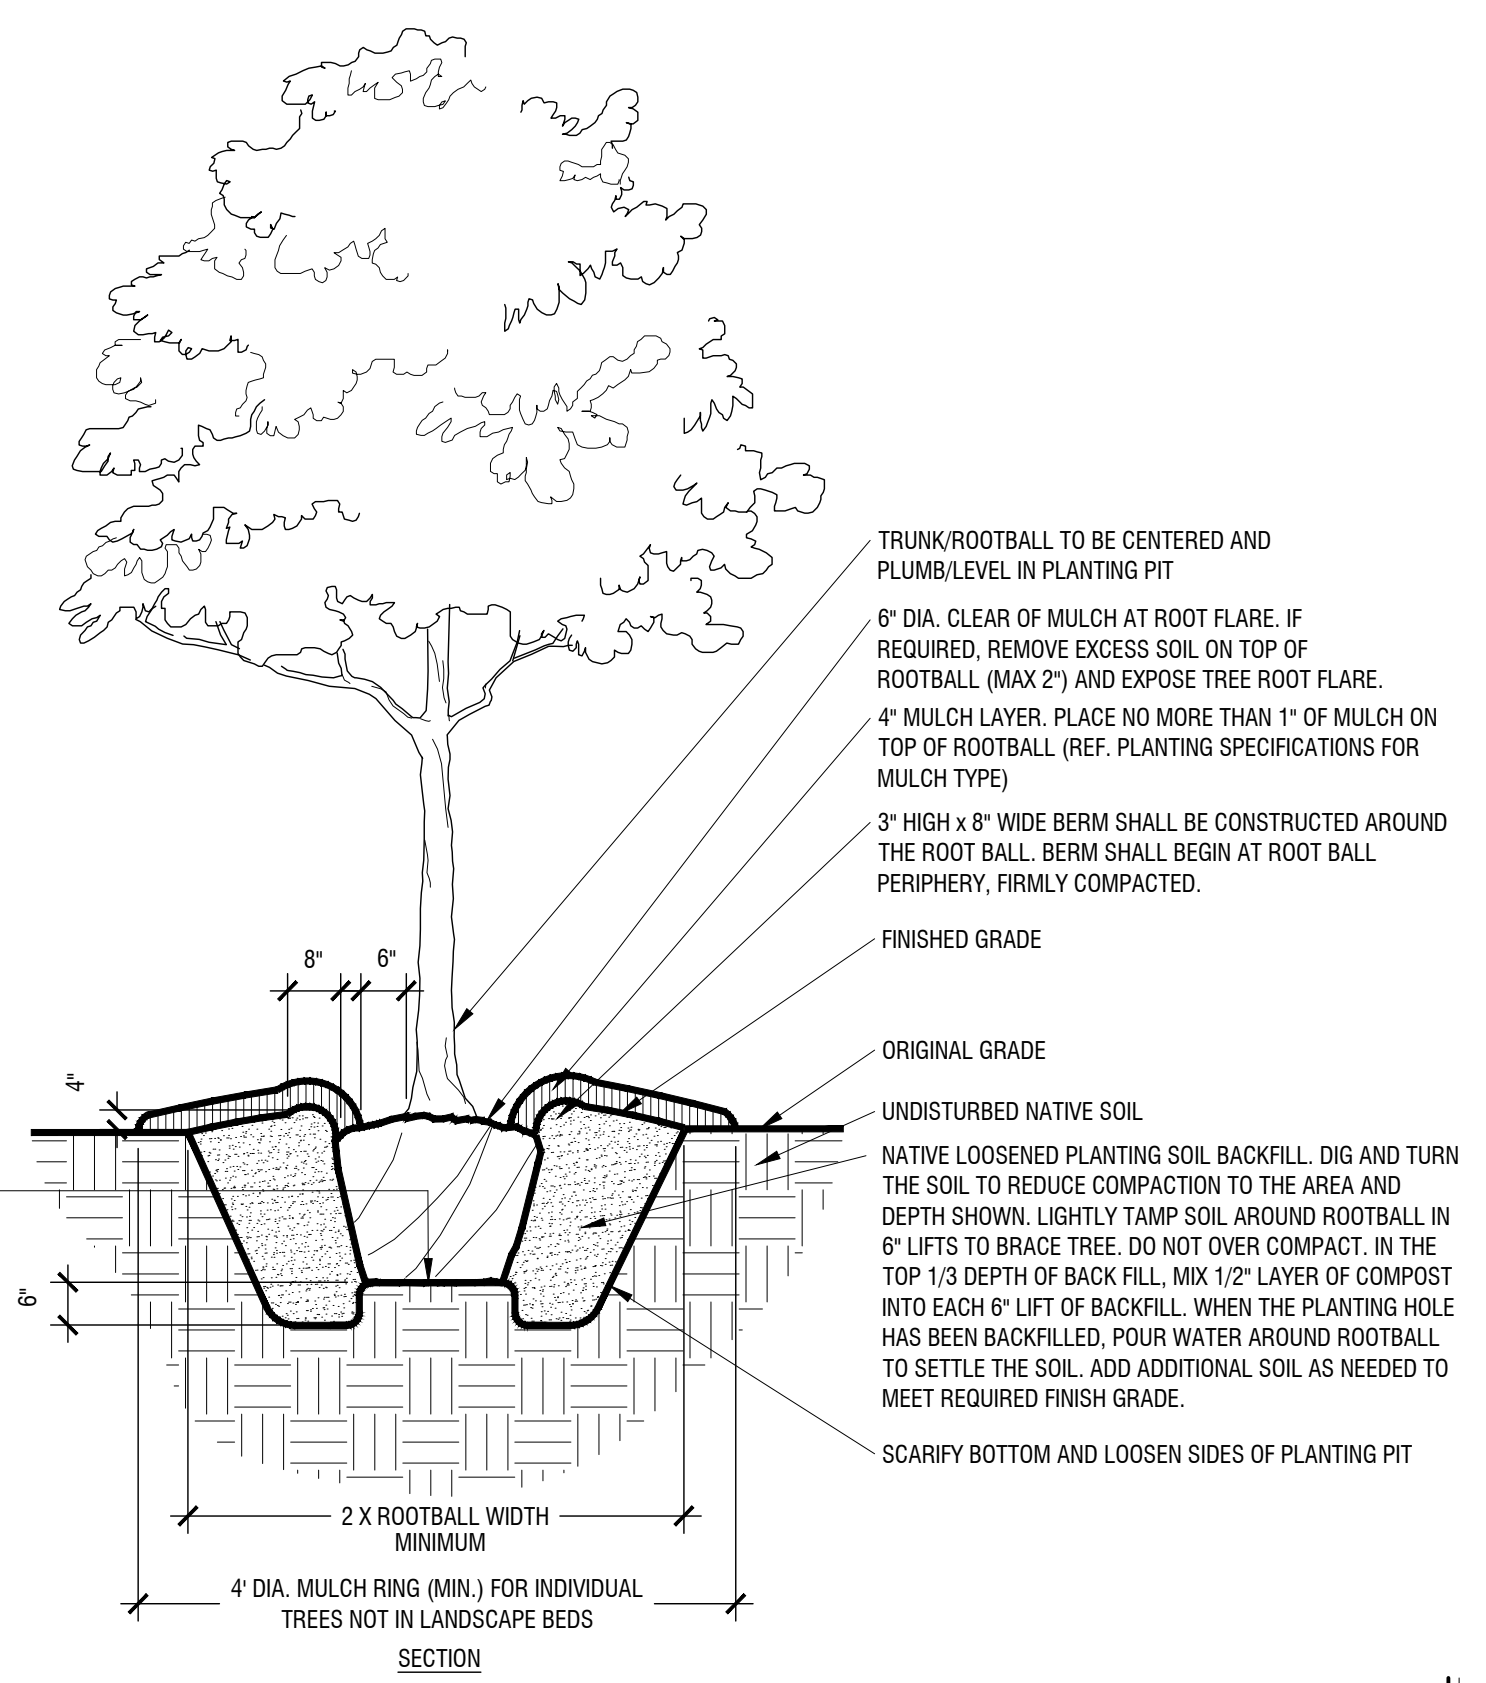 TRUNK/ROOTBALL TO BE CENTERED AND
PLUMB/LEVEL IN PLANTING PIT
6" DIA. CLEAR OF MULCH AT ROOT FLARE. IF
REQUIRED, REMOVE EXCESS SOIL ON TOP OF
ROOTBALL (MAX 2") AND EXPOSE TREE ROOT FLARE.
4" MULCH LAYER. PLACE NO MORE THAN 1" OF MULCH ON
TOP OF ROOTBALL (REF. PLANTING SPECIFICATIONS FOR
MULCH TYPE)
3" HIGH x 8" WIDE BERM SHALL BE CONSTRUCTED AROUND
THE ROOT BALL. BERM SHALL BEGIN AT ROOT BALL
PERIPHERY, FIRMLY COMPACTED.
FINISHED GRADE
8"
6"
ORIGINAL GRADE
4"
UNDISTURBED NATIVE SOIL
NATIVE LOOSENED PLANTING SOIL BACKFILL. DIG AND TURN
THE SOIL TO REDUCE COMPACTION TO THE AREA AND
DEPTH SHOWN. LIGHTLY TAMP SOIL AROUND ROOTBALL IN
6" LIFTS TO BRACE TREE. DO NOT OVER COMPACT. IN THE
TOP 1/3 DEPTH OF BACK FILL, MIX 1/2" LAYER OF COMPOST
INTO EACH 6" LIFT OF BACKFILL. WHEN THE PLANTING HOLE
HAS BEEN BACKFILLED, POUR WATER AROUND ROOTBALL
TO SETTLE THE SOIL. ADD ADDITIONAL SOIL AS NEEDED TO
MEET REQUIRED FINISH GRADE.
6"
SCARIFY BOTTOM AND LOOSEN SIDES OF PLANTING PIT
2 X ROOTBALL WIDTH
MINIMUM
4' DIA. MULCH RING (MIN.) FOR INDIVIDUAL
TREES NOT IN LANDSCAPE BEDS
SECTION